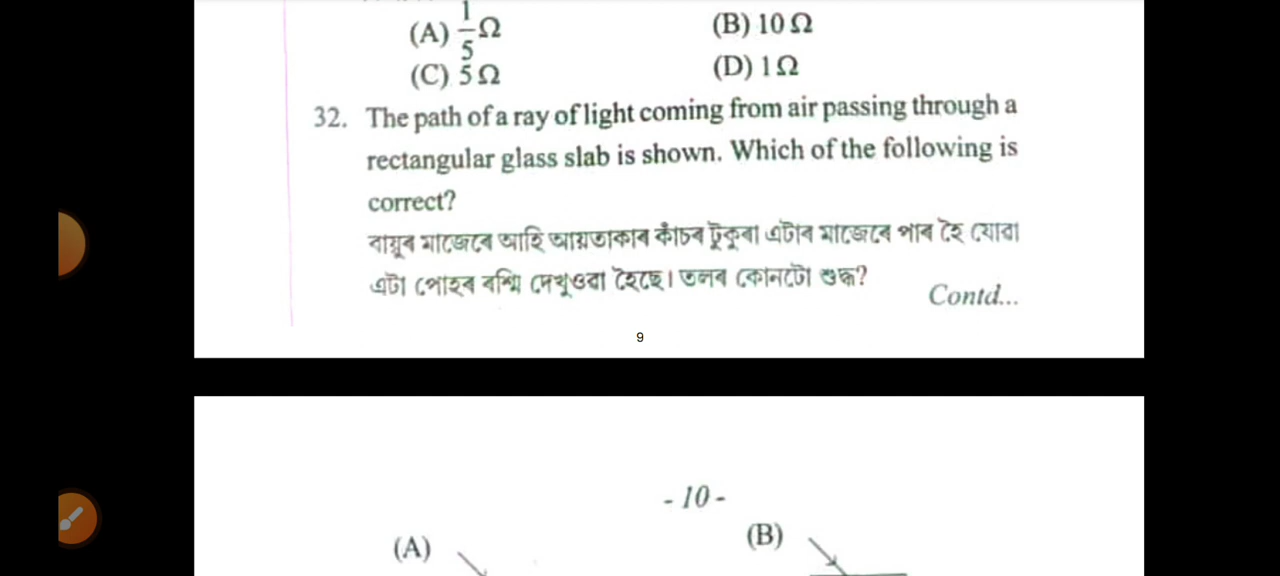 (A) 1/5 Ω (B) 10 Ω
(C) 5 Ω (D) 1 Ω
32. The path of a ray of light coming from air passing through a
rectangular glass slab is shown. Which of the following is
correct?
বায়ুৰ মাজেৰে আহি আয়তাকাৰ কাঁচৰ টুকুৰা এটাৰ মাজেৰে পাৰ হৈ যোৱা
এটা পোহৰ ৰশ্মি দেখুওৱা হৈছে। তলৰ কোনটো শুদ্ধ?
Contd...
9
- 10 -
(A) (B)